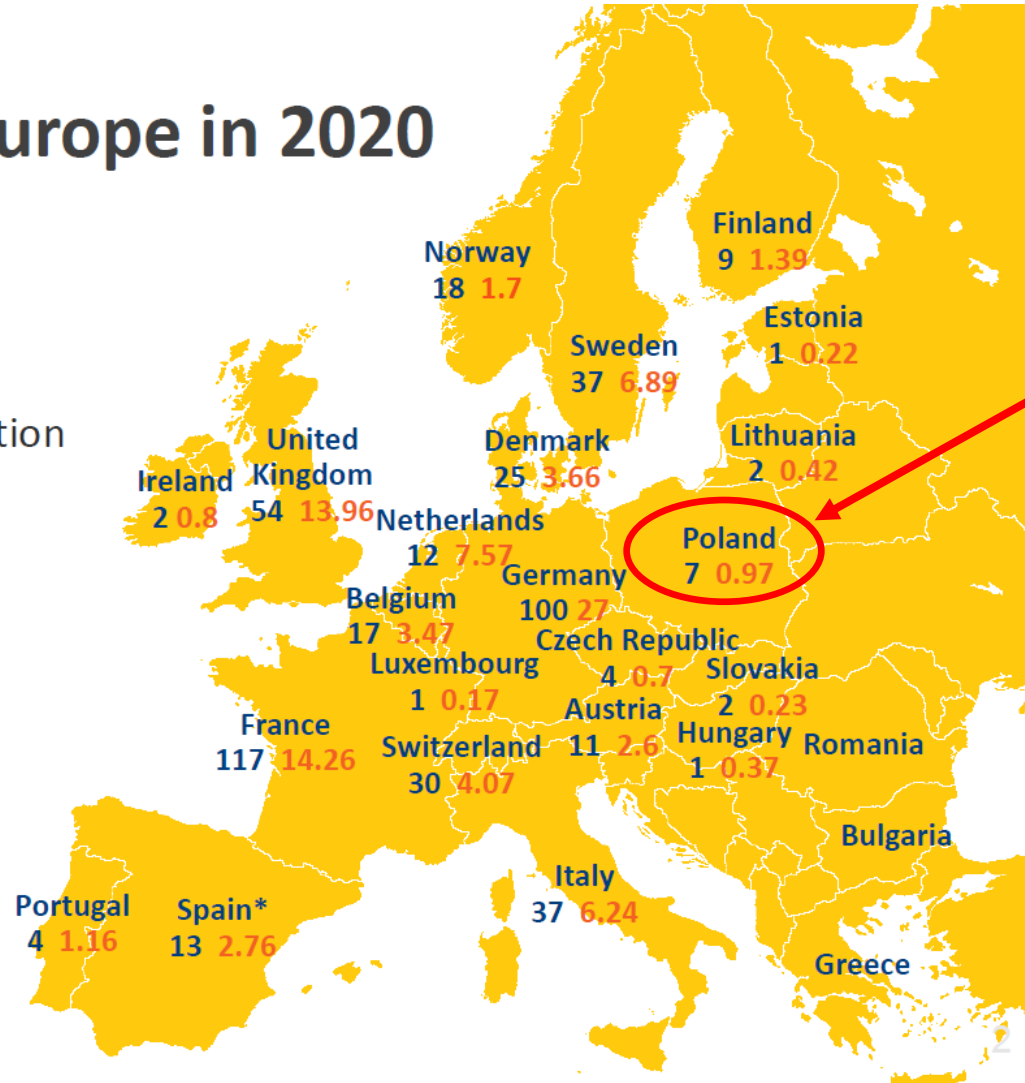 urope in 2020
tion
Finland
9 1.39
Norway
18 1.7
Estonia
1 0.22
Sweden
37 6.89
Lithuania
2 0.42
Denmark
25 3.66
United
Kingdom
54 13.96
Ireland
2 0.8
Netherlands
12 7.57
Poland
7 0.97
Germany
100 27
Belgium
17 3.47
Czech Republic
4 0.7
Luxembourg
1 0.17
Slovakia
2 0.23
Austria
11 2.6
France
117 14.26
Switzerland
30 4.07
Hungary
1 0.37
Romania
Bulgaria
Italy
37 6.24
Portugal
4 1.16
Spain*
13 2.76
Greece
2